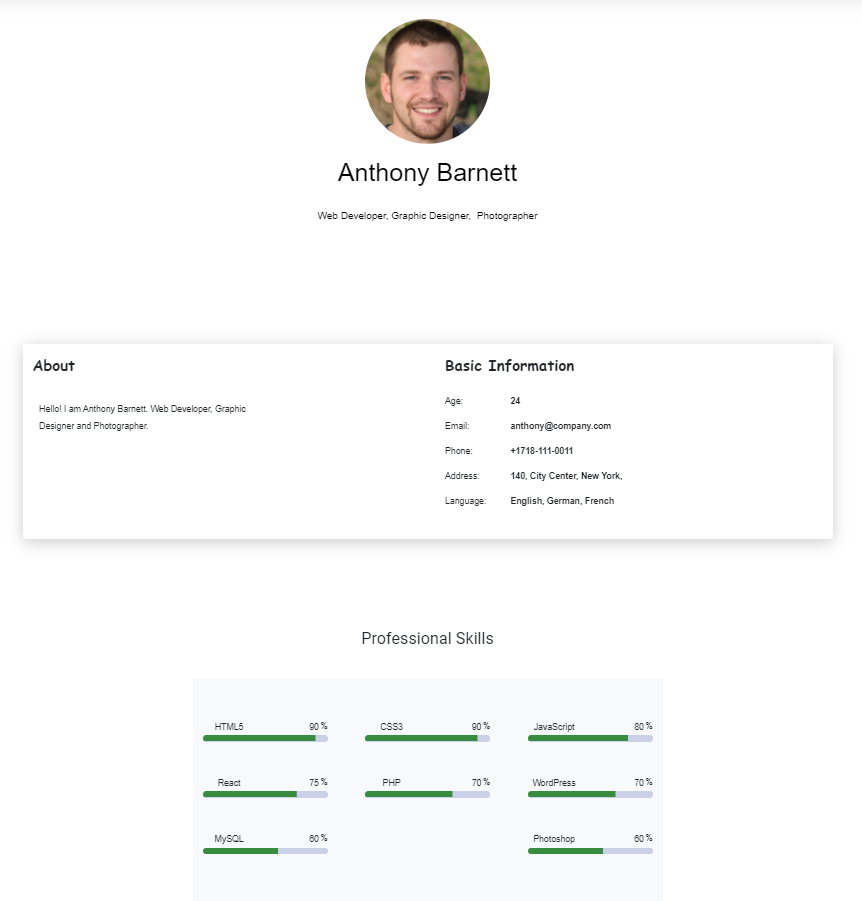 Anthony Barnett
Web Developer, Graphic Designer, Photographer
About
Hello! I am Anthony Barnett. Web Developer, Graphic
Designer and Photographer.
Basic Information
Age: 24
Email: anthony@company.com
Phone: +1718-111-0011
Address: 140, City Center, New York,
Language: English, German, French
Professional Skills
HTML5 90 % CSS3 90 % JavaScript 80 %
React 75 % PHP 70 % WordPress 70 %
MySQL 60 % Photoshop 60 %